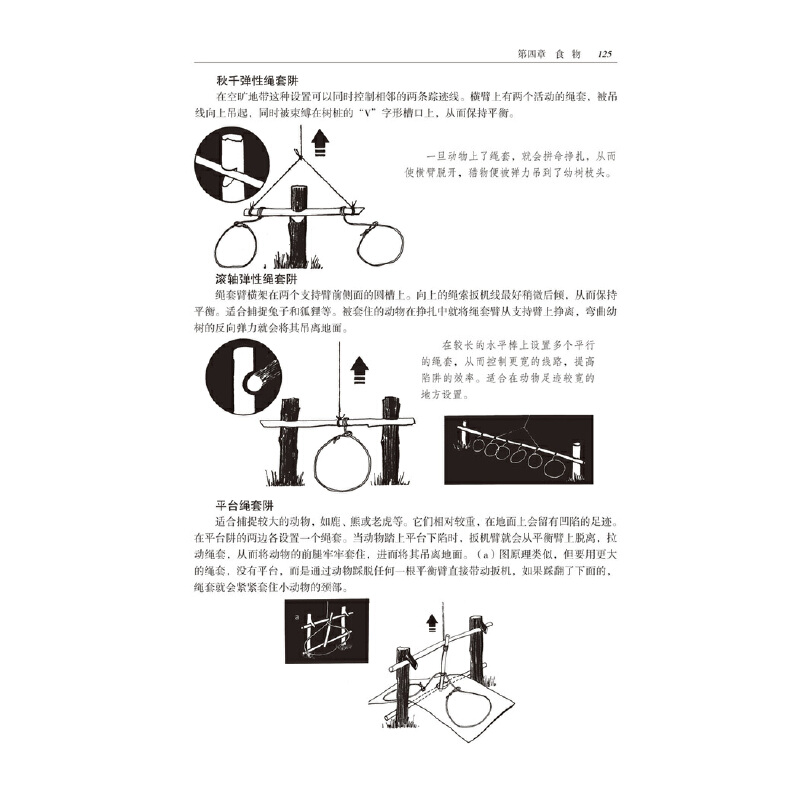 第四章 食 物 125
秋千弹性绳套阱
在空旷地带这种设置可以同时控制相邻的两条踪迹线。横臂上有两个活动的绳套，被吊
线向上吊起，同时被束缚在树桩的“V”字形槽口上，从而保持平衡。
一旦动物上了绳套，就会拼命挣扎，从而
使横臂脱开，猎物便被弹力吊到了幼树枝头。
滚轴弹性绳套阱
绳套臂横架在两个支持臂前侧面的圆槽上。向上的绳索扳机线最好稍微后倾，从而保持
平衡。适合捕捉兔子和狐狸等。被套住的动物在挣扎中就将绳套臂从支持臂上挣离，弯曲幼
树的反向弹力就会将其吊离地面。
在较长的水平棒上设置多个平行
的绳套，从而控制更宽的线路，提高
陷阱的效率。适合在动物足迹较宽的
地方设置。
平台绳套阱
适合捕捉较大的动物，如鹿、熊或老虎等。它们相对较重，在地面上会留有凹陷的足迹。
在平台阱的两边各设置一个绳套。当动物踏上平台下陷时，扳机臂就会从平衡臂上脱离，拉
动绳套，从而将动物的前腿牢牢套住，进而将其吊离地面。（a）图原理类似，但要用更大
的绳套，没有平台，而是通过动物踩脱任何一根平衡臂直接带动扳机，如果踩翻了下面的，
绳套就会紧紧套住小动物的颈部。
a